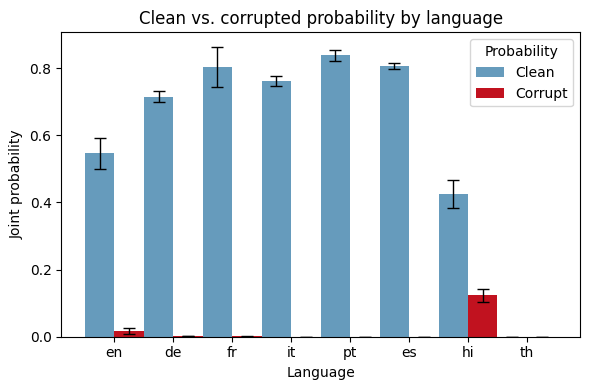 Clean vs. corrupted probability by language
Probability
Clean
Corrupt
Joint probability
0.8
0.6
0.4
0.2
0.0
en de fr it pt es hi th
Language